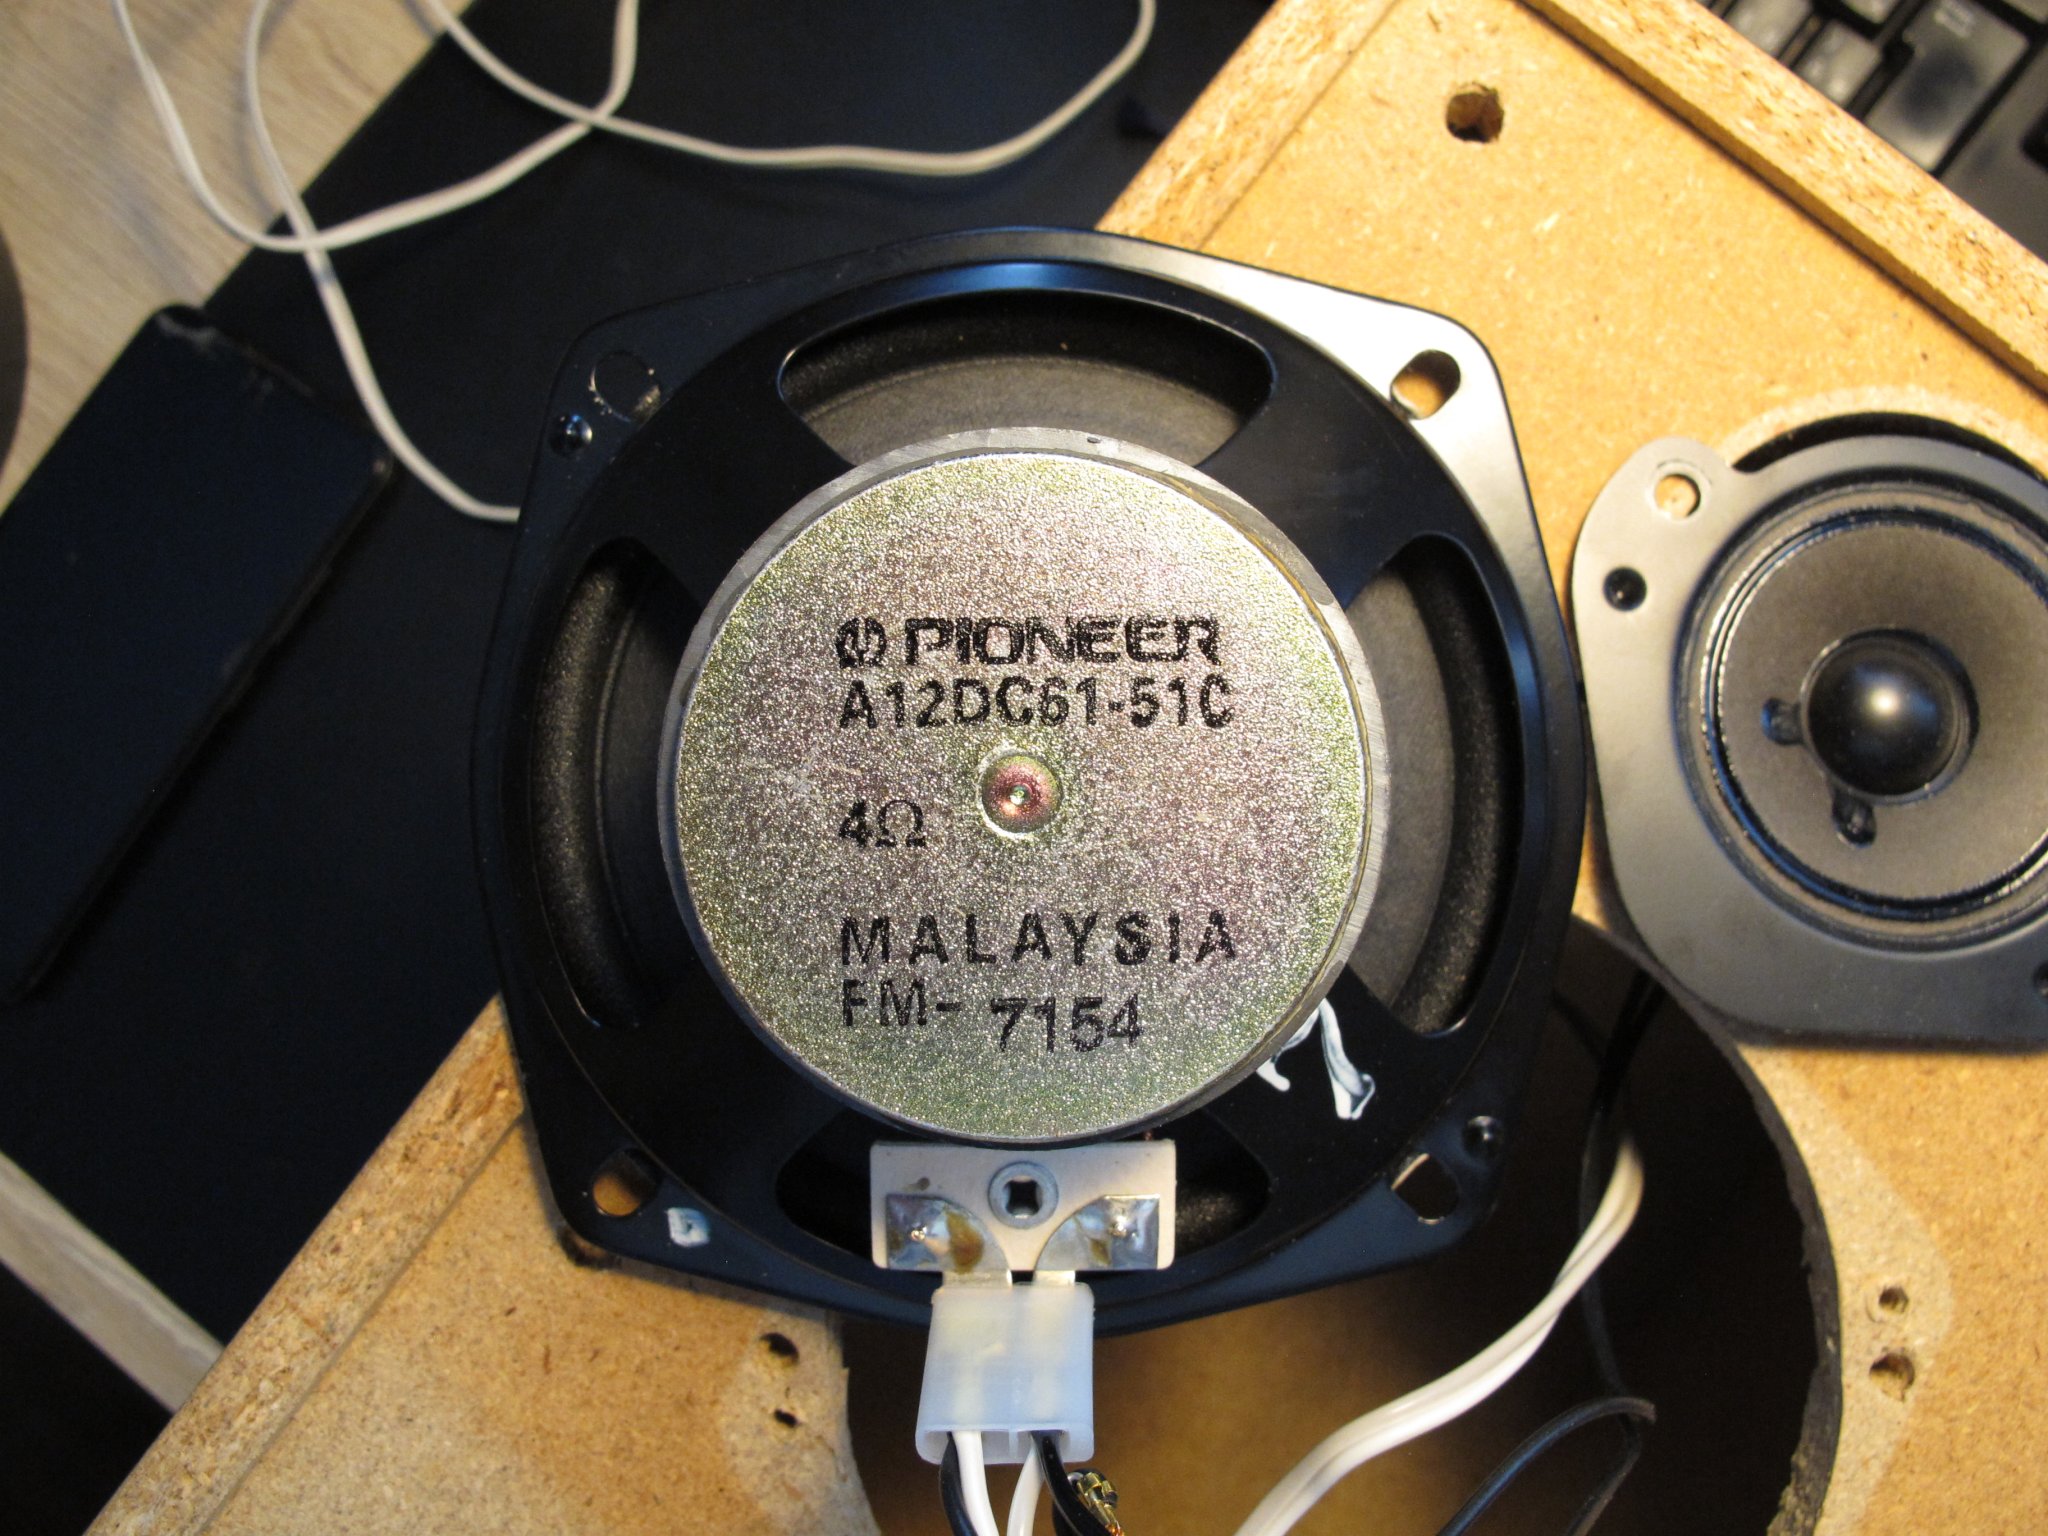 PIONEER
A12DC61-51C
4Ω
MALAYSIA
FM- 7154